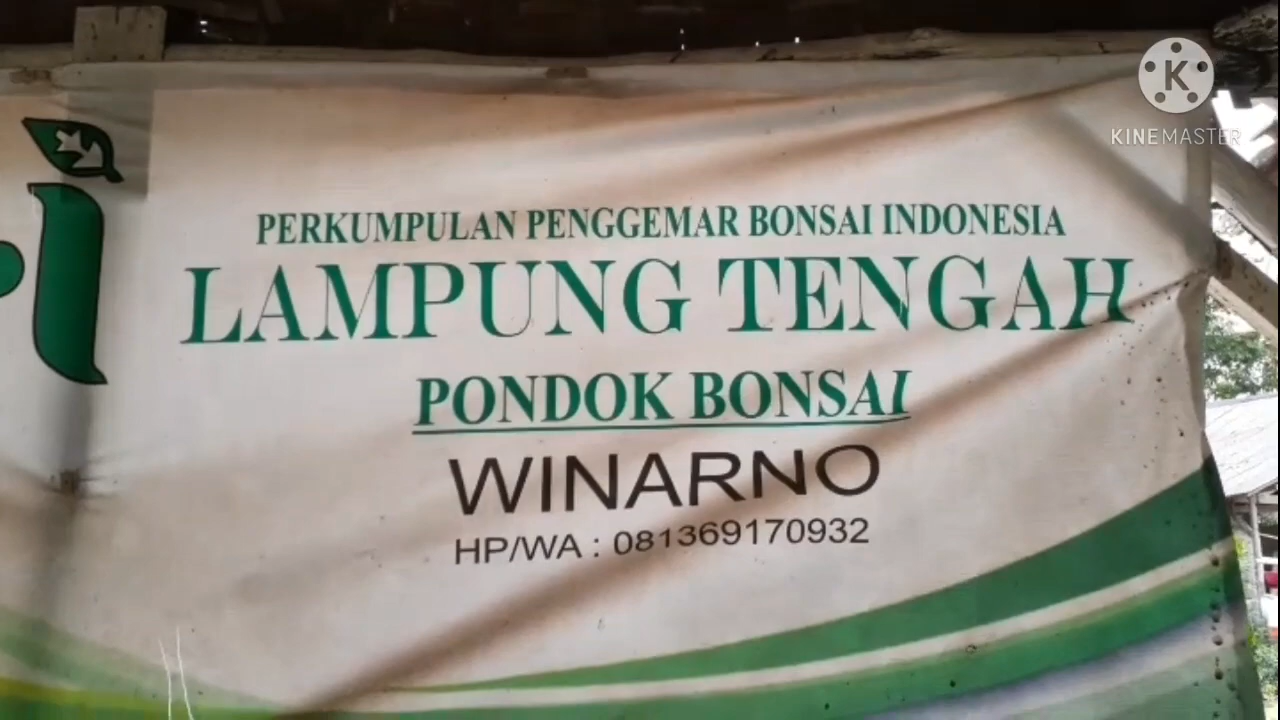 PERKUMPULAN PENGGEMAR BONSAI INDONESIA
LAMPUNG TENGAH
PONDOK BONSAI
WINARNO
HP/WA : 081369170932
K
KINEMASTER